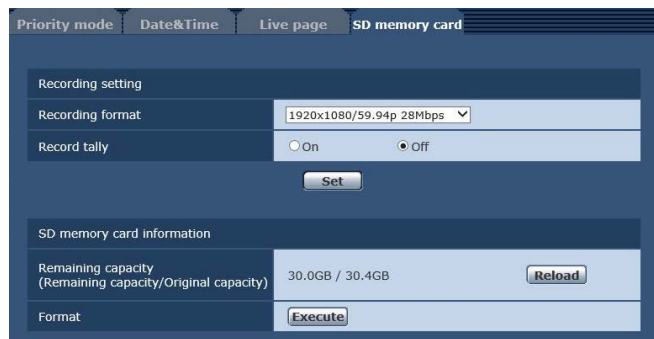 Priority mode Date&Time Live page SD memory card
Recording setting
Recording format 1920x1080/59.94p 28Mbps
Record tally On Off
Set
SD memory card information
Remaining capacity
(Remaining capacity/Original capacity) 30.0GB / 30.4GB Reload
Format Execute